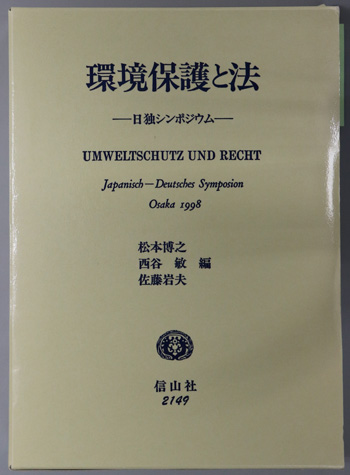 環境保護と法
——日独シンポジウム——
UMWELTSCHUTZ UND RECHT
Japanisch—Deutsches Symposion
Osaka 1998
松本博之
西谷 敏 編
佐藤岩夫
信山社
2149